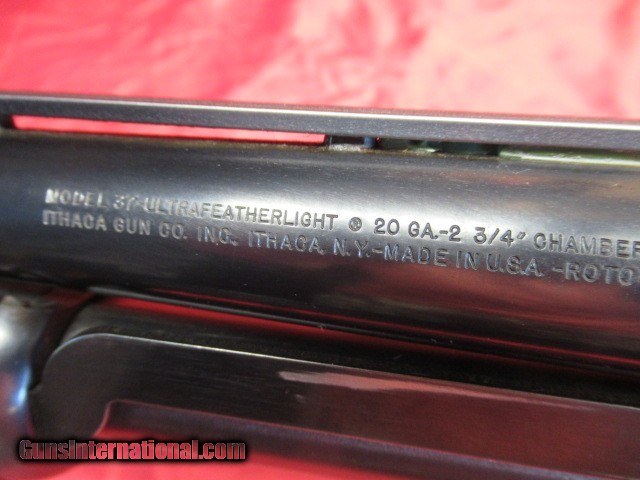 MODEL 37-ULTRAFEATHERLIGHT ® 20 GA.-2 3/4" CHAMBER
ITHACA GUN CO. INC., ITHACA, N.Y.-MADE IN U.S.A. -ROTO
GunsInternational.com